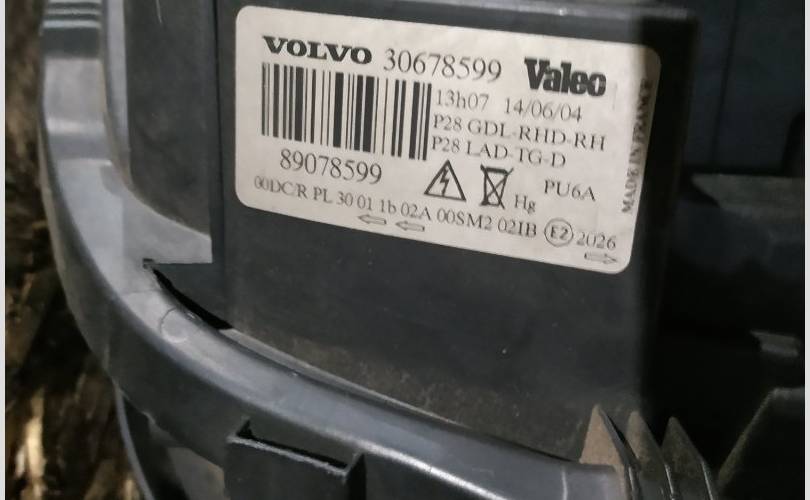 VOLVO 30678599 Valeo
13h07 14/06/04
P28 GDL-RHD-RH
P28 LAD-TG-D
89078599
Hg PU6A
00DC/R PL 30 01 1b 02A 00SM2 02IB E2 2026
MADE IN FRANCE